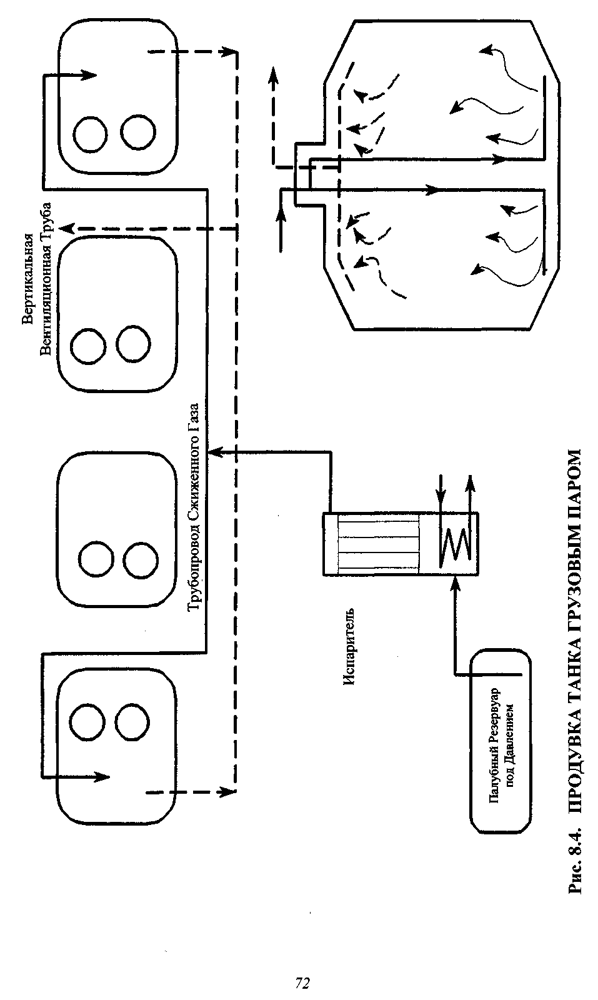 Вертикальная
Вентиляционная Труба
Трубопровод Сжиженного Газа
Испаритель
Палубный Резервуар
под Давлением
Рис. 8.4. ПРОДУВКА ТАНКА ГРУЗОВЫМ ПАРОМ
72